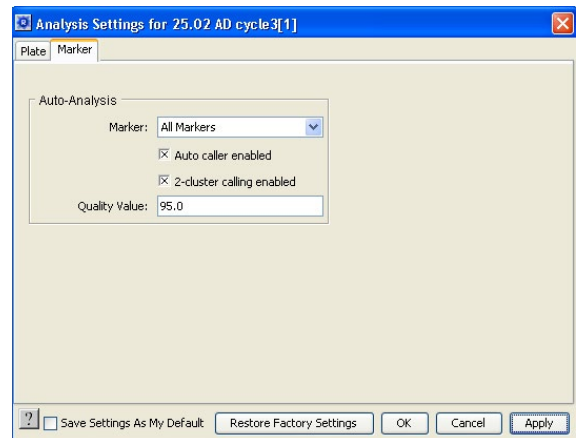 Analysis Settings for 25.02 AD cycle3[1]
Plate Marker
Auto-Analysis
Marker: All Markers
Auto caller enabled
2-cluster calling enabled
Quality Value: 95.0
? Save Settings As My Default Restore Factory Settings OK Cancel Apply